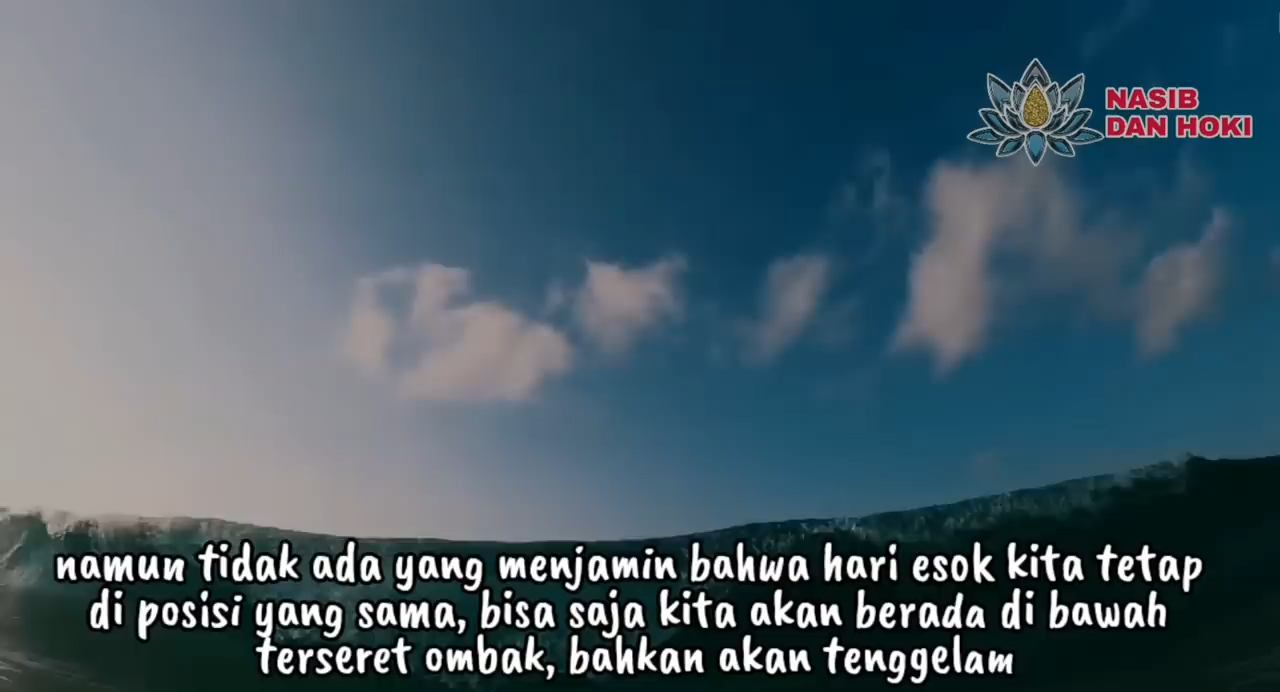 NASIB
DAN HOKI
namun tidak ada yang menjamin bahwa hari esok kita tetap
di posisi yang sama, bisa saja kita akan berada di bawah
terseret ombak, bahkan akan tenggelam